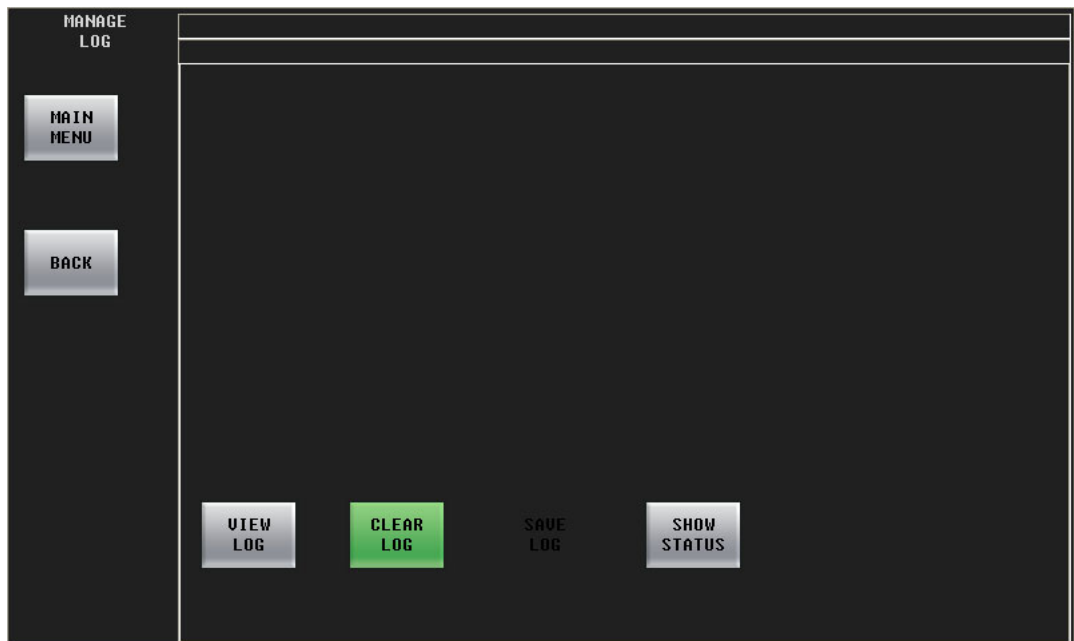 MANAGE
LOG
MAIN
MENU
BACK
VIEW
LOG
CLEAR
LOG
SAVE
LOG
SHOW
STATUS